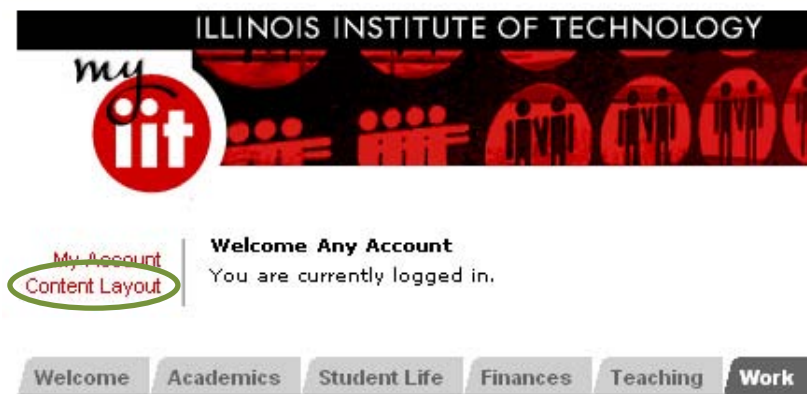 ILLINOIS INSTITUTE OF TECHNOLOGY
my
iit
My Account
Content Layout
Welcome Any Account
You are currently logged in.
Welcome Academics Student Life Finances Teaching Work